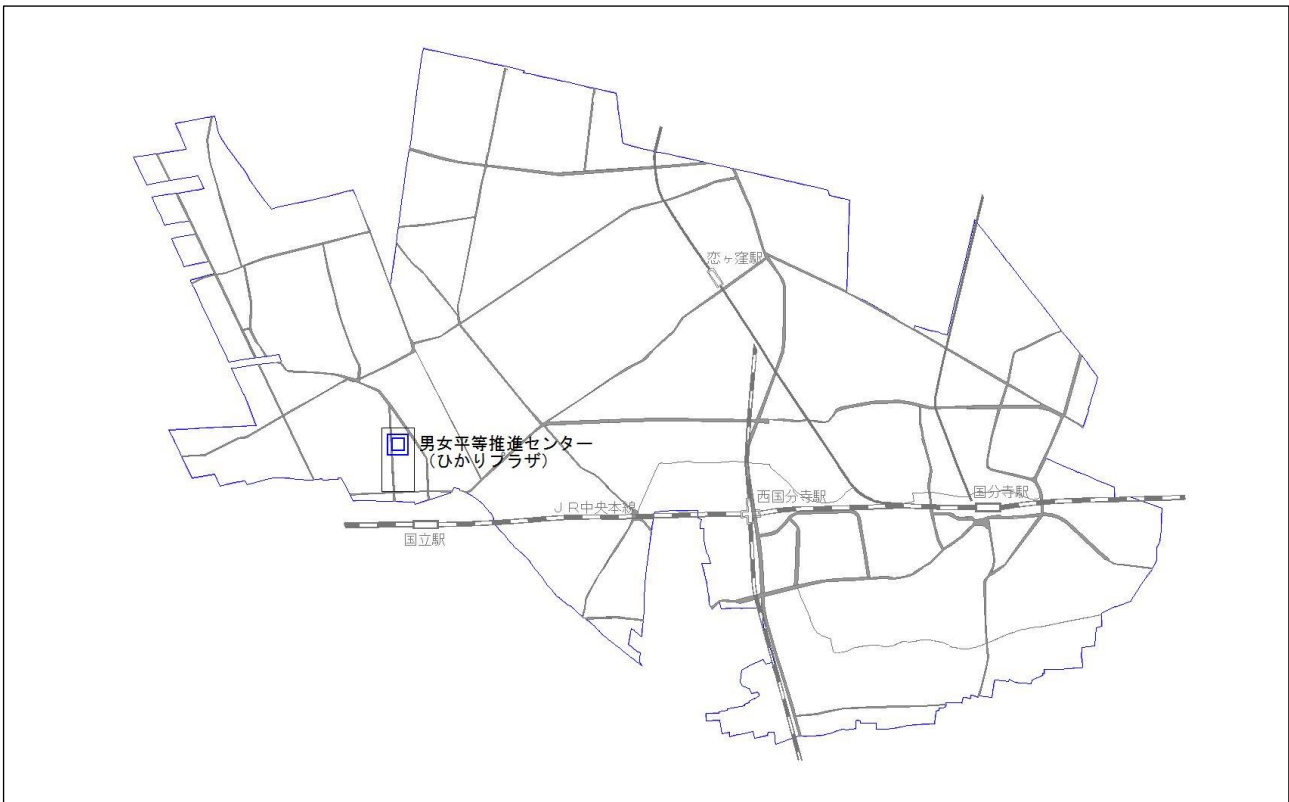 恋ヶ窪駅
男女平等推進センター
（ひかりプラザ）
西国分寺駅
国分寺駅
ＪＲ中央本線
国立駅